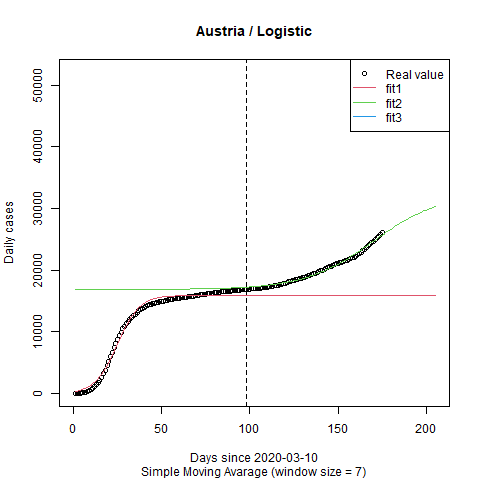 Austria / Logistic
Real value
fit1
fit2
fit3
Daily cases
50000
40000
30000
20000
10000
0
0
50
100
150
200
Days since 2020-03-10
Simple Moving Avarage (window size = 7)